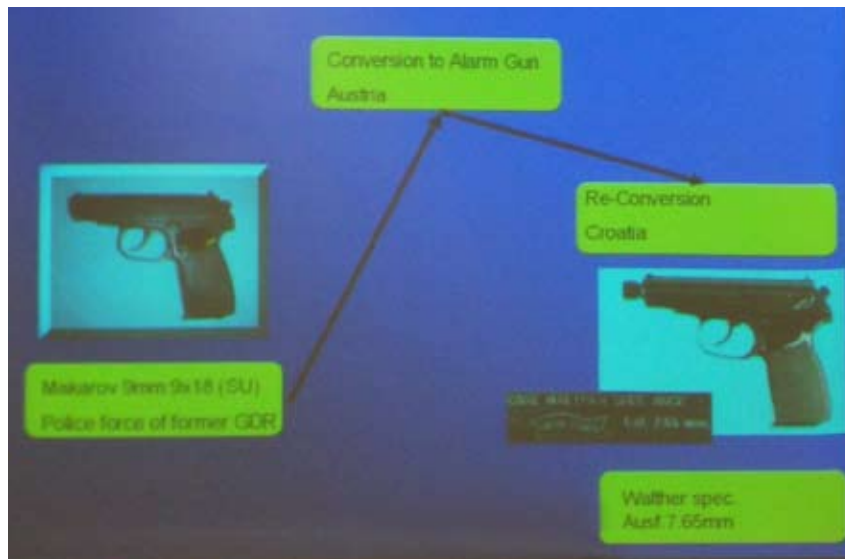 Conversion to Alarm Gun
Austria
Re-Conversion
Croatia
Makarov 9mm 9x18 (SU)
Police force of former GDR
Walther spec.
Ausf.7.65mm